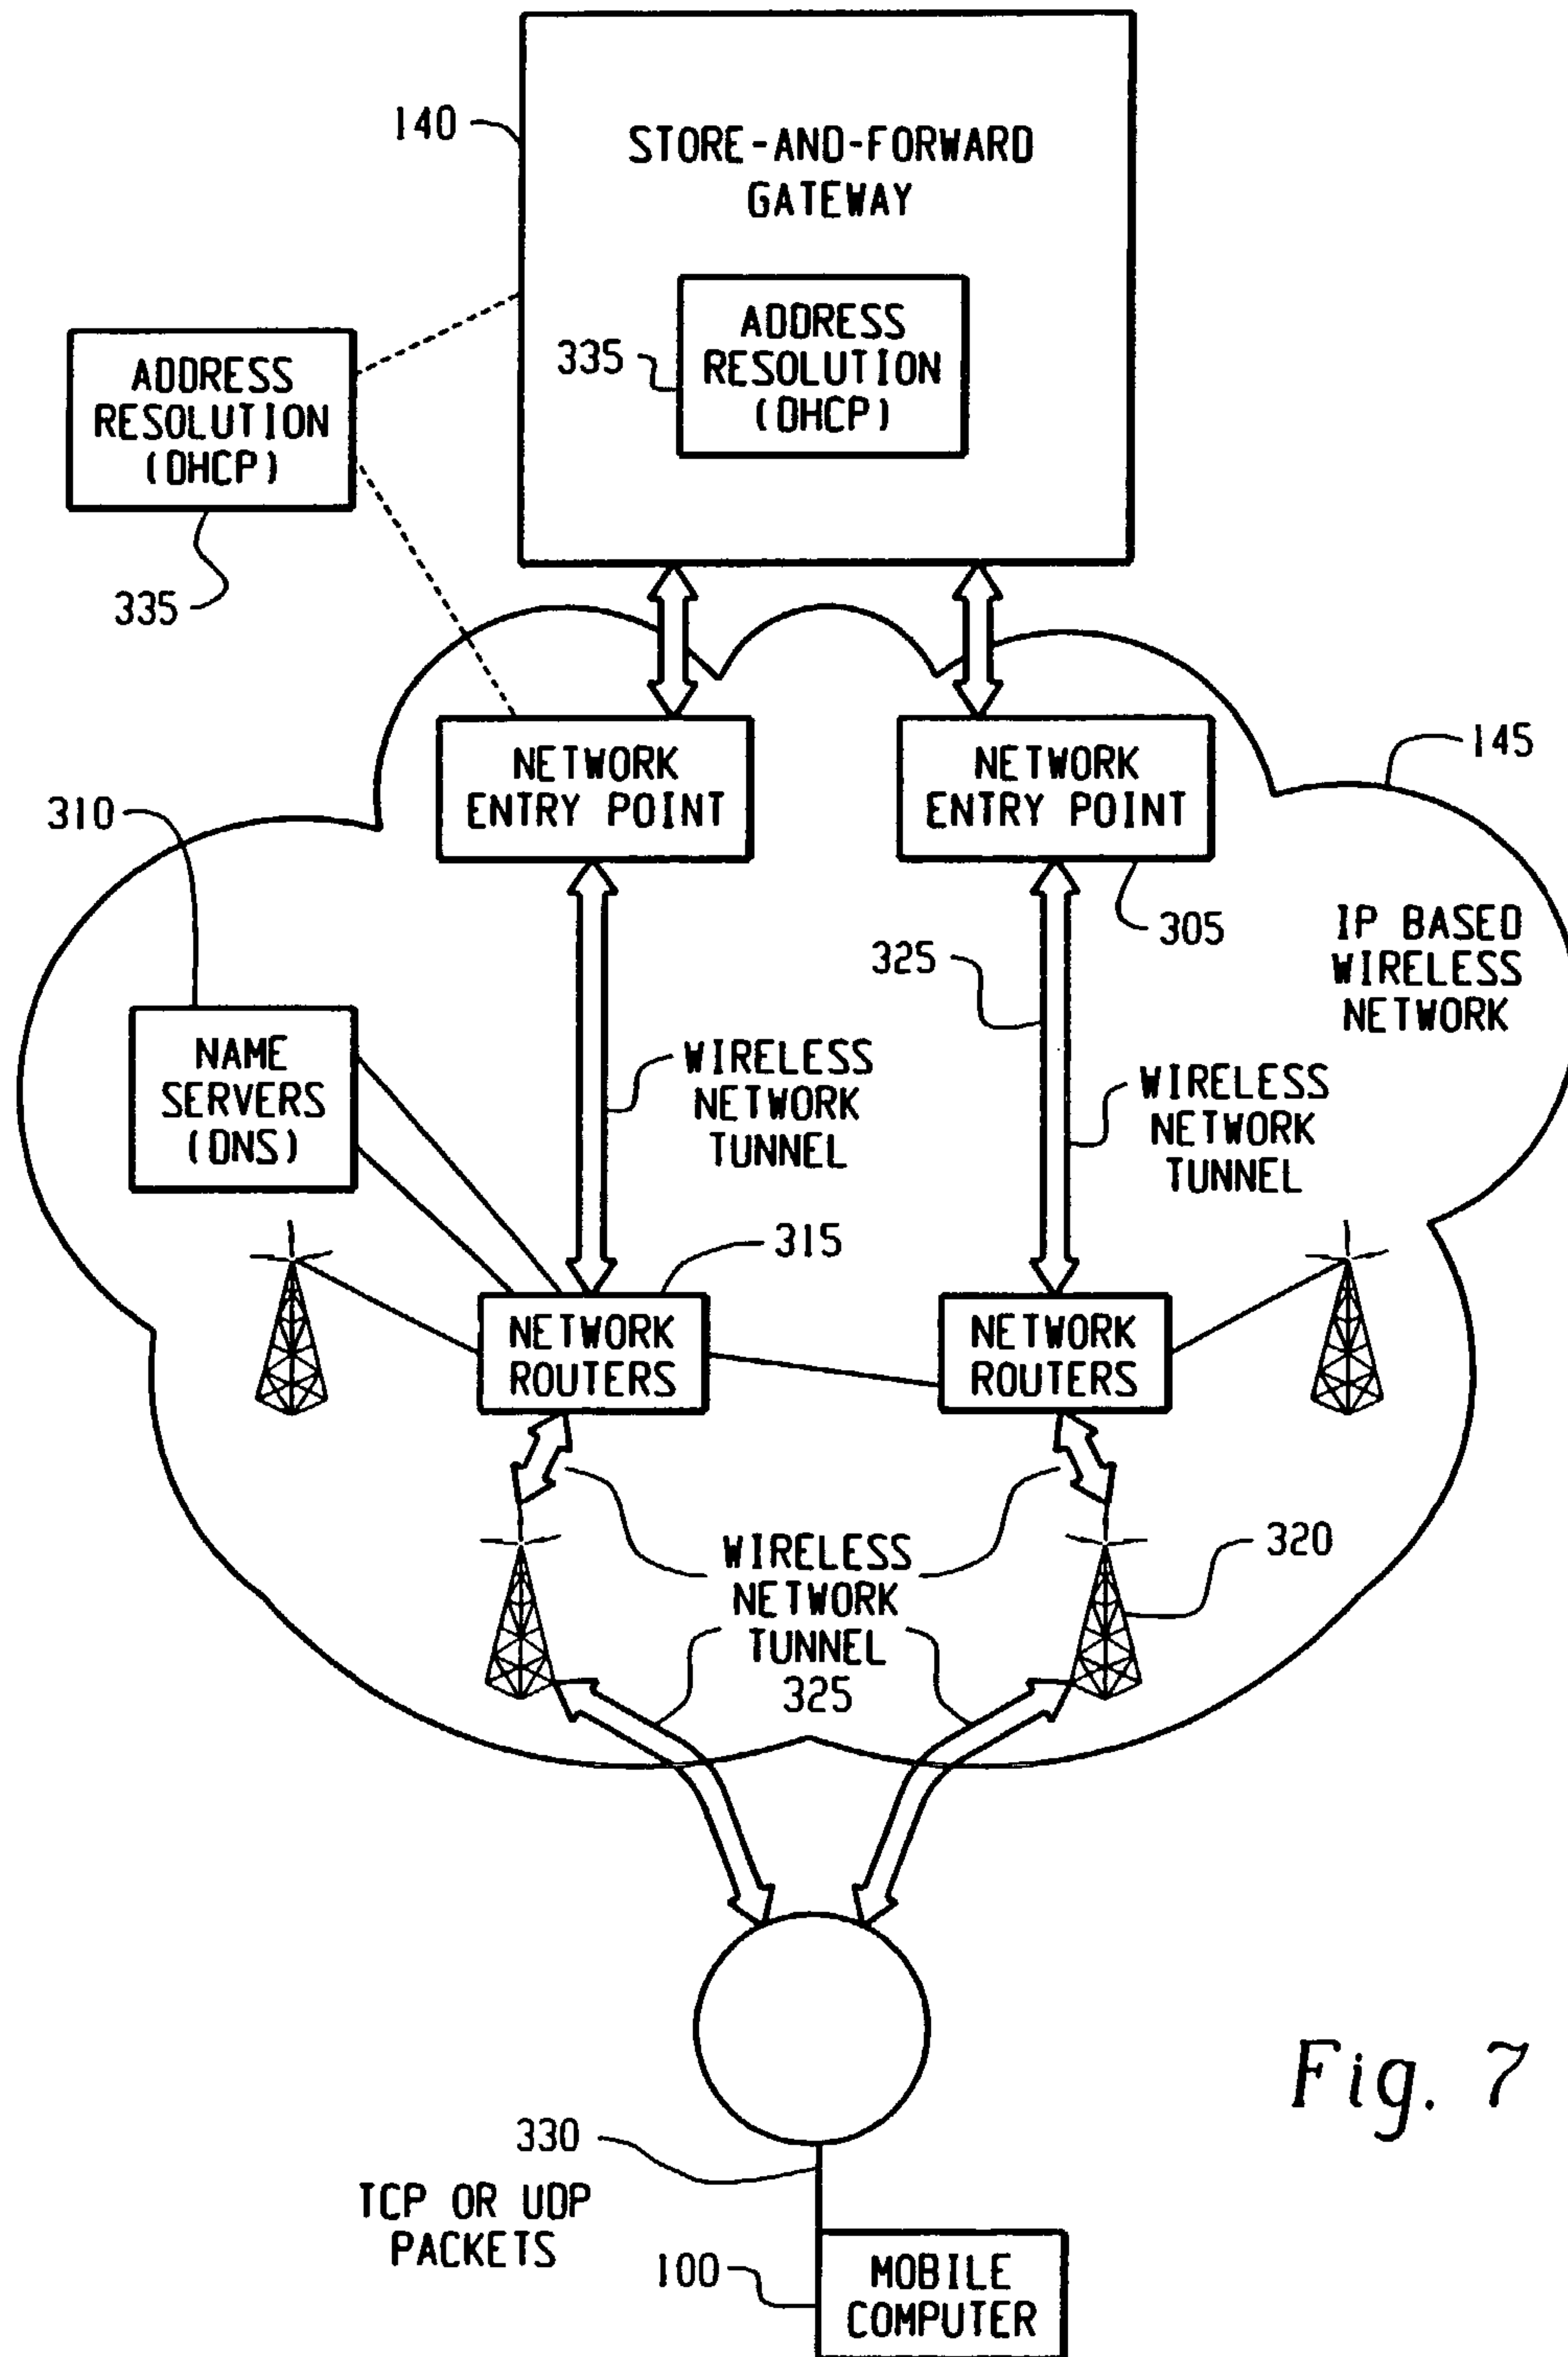 140
STORE-AND-FORWARD
GATEWAY
335
ADDRESS
RESOLUTION
(DHCP)
ADDRESS
RESOLUTION
(DHCP)
335
NETWORK
ENTRY POINT
NETWORK
ENTRY POINT
145
310
305
325
IP BASED
WIRELESS
NETWORK
NAME
SERVERS
(DNS)
WIRELESS
NETWORK
TUNNEL
WIRELESS
NETWORK
TUNNEL
315
NETWORK
ROUTERS
NETWORK
ROUTERS
WIRELESS
NETWORK
TUNNEL
325
320
Fig. 7
330
TCP OR UDP
PACKETS
100
MOBILE
COMPUTER